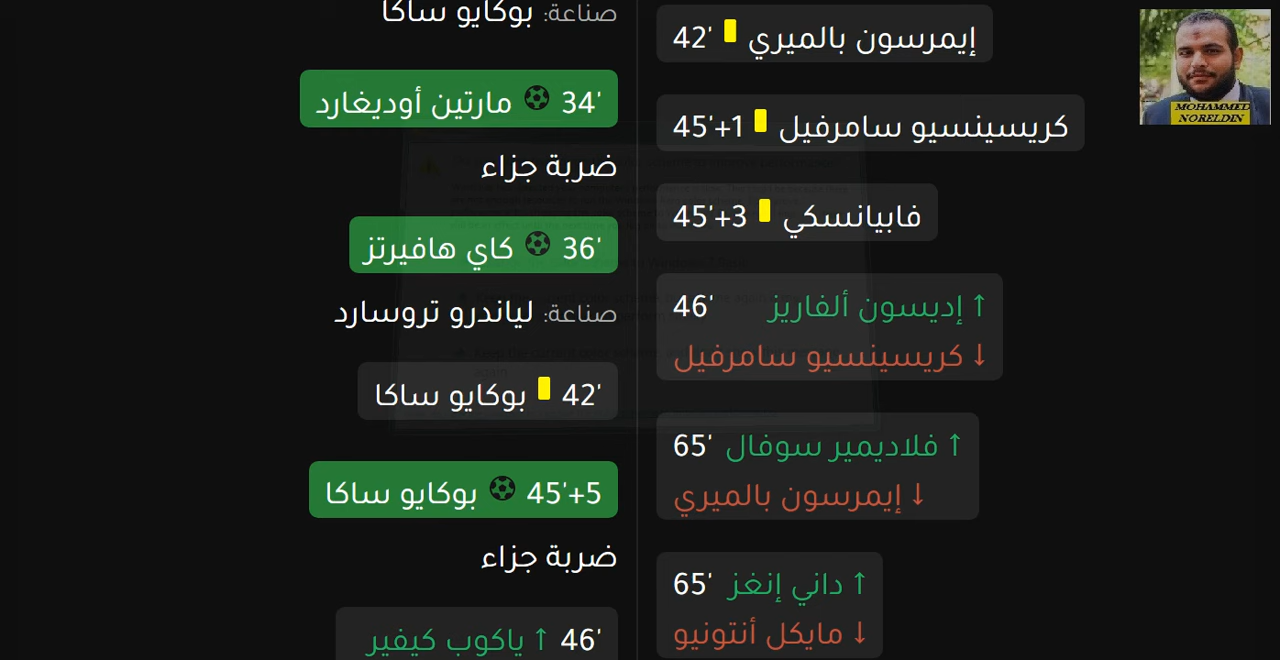 إيمرسون بالميري 42'
كريسينسيو سامرفيل 45'+1
فابيانسكي 45'+3
↑ إديسون ألفاريز 46'
↓ كريسينسيو سامرفيل
↑ فلاديمير سوفال 65'
↓ إيمرسون بالميري
↑ داني إنغز 65'
↓ مايكل أنتونيو
صناعة: بوكايو ساكا
34' مارتين أوديغارد
ضربة جزاء
36' كاي هافيرتز
صناعة: لياندرو تروسارد
42' بوكايو ساكا
45'+5 بوكايو ساكا
ضربة جزاء
46' ↑ ياكوب كيفير
MOHAMMED
NORELDIN